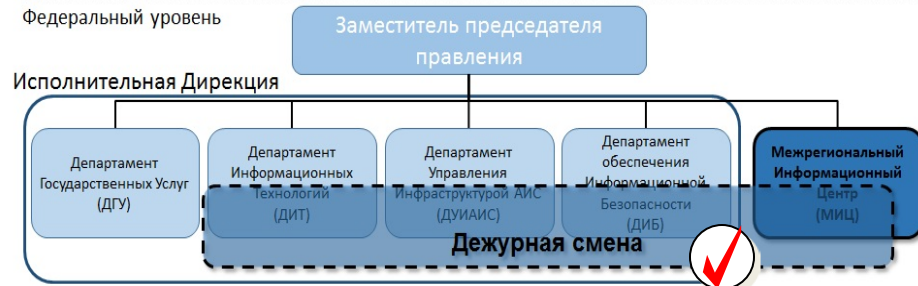 Федеральный уровень
Заместитель председателя
правления
Исполнительная Дирекция
Департамент
Государственных Услуг
(ДГУ)
Департамент
Информационных
Технологий
(ДИТ)
Департамент
Управления
Инфраструктурой АИС
(ДУИАИС)
Департамент
обеспечения
Информационной
Безопасности
(ДИБ)
Межрегиональный
Информационный
Центр
(МИЦ)
Дежурная смена